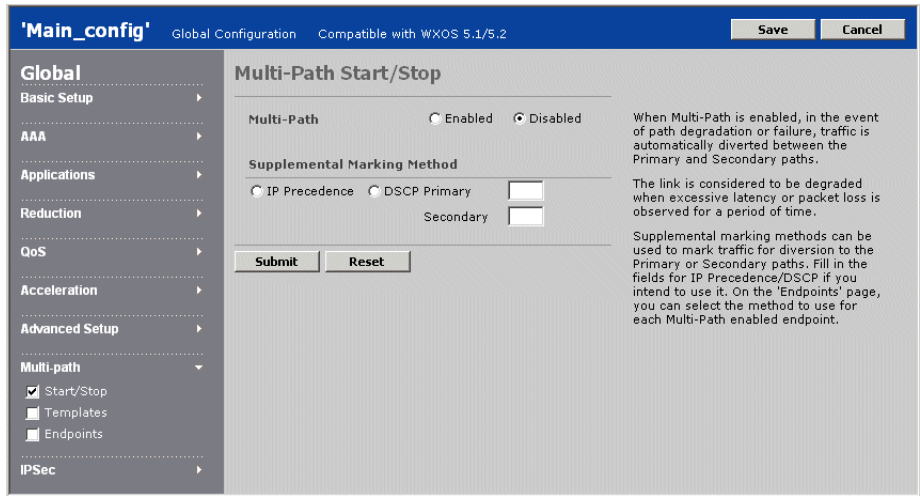 'Main_config' Global Configuration Compatible with WXOS 5.1/5.2 Save Cancel
Global
Basic Setup
AAA
Applications
Reduction
QoS
Acceleration
Advanced Setup
Multi-path
Start/Stop
Templates
Endpoints
IPSec
Multi-Path Start/Stop
Multi-Path Enabled Disabled
Supplemental Marking Method
IP Precedence DSCP Primary
Secondary
Submit Reset
When Multi-Path is enabled, in the event
of path degradation or failure, traffic is
automatically diverted between the
Primary and Secondary paths.
The link is considered to be degraded
when excessive latency or packet loss is
observed for a period of time.
Supplemental marking methods can be
used to mark traffic for diversion to the
Primary or Secondary paths. Fill in the
fields for IP Precedence/DSCP if you
intend to use it. On the 'Endpoints' page,
you can select the method to use for
each Multi-Path enabled endpoint.